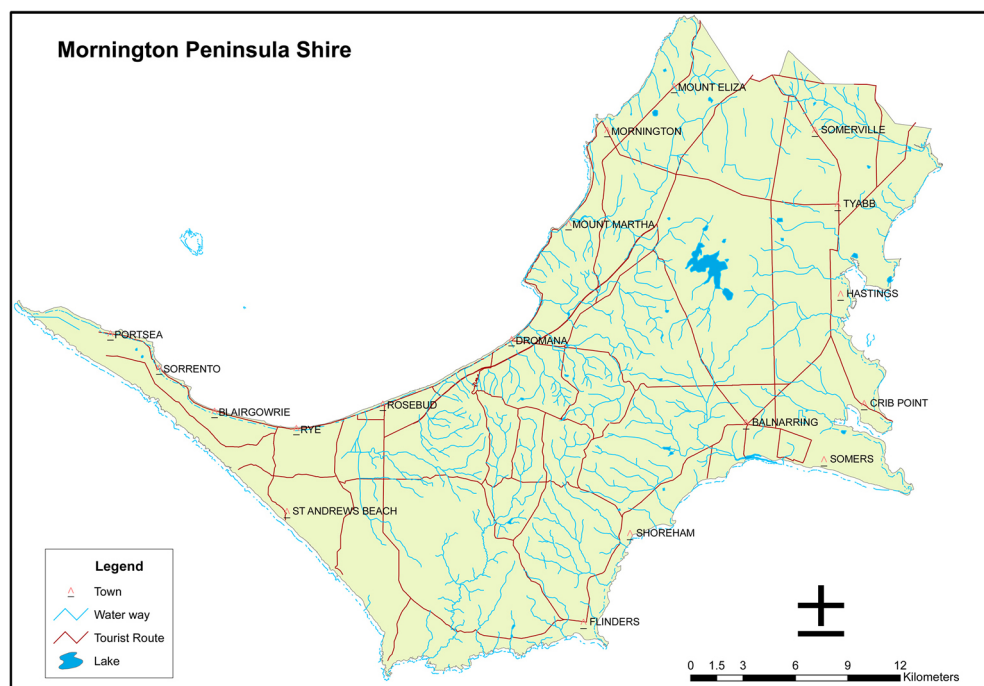 Mornington Peninsula Shire
MOUNT ELIZA
MORNINGTON
SOMERVILLE
TYABB
MOUNT MARTHA
HASTINGS
PORTSEA
DROMANA
SORRENTO
CRIB POINT
ROSEBUD
BLAIRGOWRIE
BALNARRING
RYE
SOMERS
ST ANDREWS BEACH
SHOREHAM
FLINDERS
Legend
Town
Water way
Tourist Route
Lake
0 1.5 3 6 9 12
Kilometers